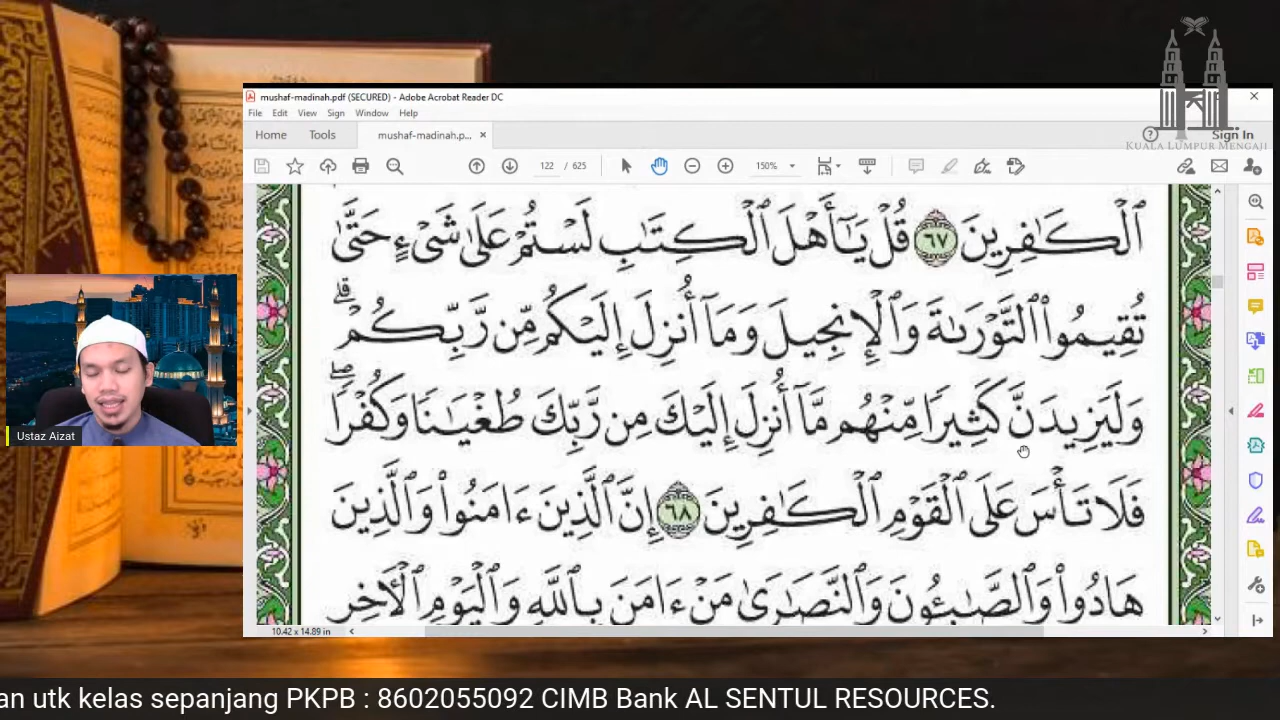 KUALA LUMPUR MENGAJI
mushaf-madinah.pdf (SECURED) - Adobe Acrobat Reader DC
File Edit View Sign Window Help
Home Tools mushaf-madinah.p... Sign In
122 / 625 150%
ٱلۡكَـٰفِرِينَ ٦٧ قُلۡ يَـٰٓأَهۡلَ ٱلۡكِتَـٰبِ لَسۡتُمۡ عَلَىٰ شَىۡءٍ حَتَّىٰ
تُقِيمُواْ ٱلتَّوۡرَىٰةَ وَٱلۡإِنجِيلَ وَمَآ أُنزِلَ إِلَيۡكُم مِّن رَّبِّكُمۡۗ
وَلَيَزِيدَنَّ كَثِيرًا مِّنۡهُم مَّآ أُنزِلَ إِلَيۡكَ مِن رَّبِّكَ طُغۡيَـٰنًا وَكُفۡرًاۖ
فَلَا تَأۡسَ عَلَى ٱلۡقَوۡمِ ٱلۡكَـٰفِرِينَ ٦٨ إِنَّ ٱلَّذِينَ ءَامَنُواْ وَٱلَّذِينَ
هَادُواْ وَٱلصَّـٰبِـُٔونَ وَٱلنَّصَـٰرَىٰ مَنۡ ءَامَنَ بِٱللَّهِ وَٱلۡيَوۡمِ ٱلۡأٓخِرِ
10.42 x 14.89 in
Ustaz Aizat
an utk kelas sepanjang PKPB : 8602055092 CIMB Bank AL SENTUL RESOURCES.